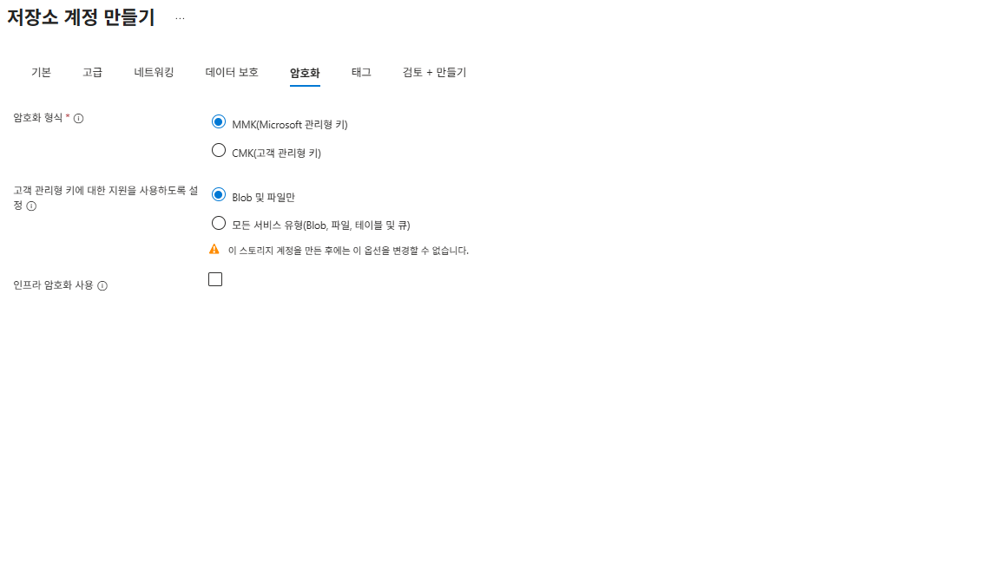 저장소 계정 만들기 ...
기본 고급 네트워킹 데이터 보호 암호화 태그 검토 + 만들기
암호화 형식 *
MMK(Microsoft 관리형 키)
CMK(고객 관리형 키)
고객 관리형 키에 대한 지원을 사용하도록 설
정
Blob 및 파일만
모든 서비스 유형(Blob, 파일, 테이블 및 큐)
이 스토리지 계정을 만든 후에는 이 옵션을 변경할 수 없습니다.
인프라 암호화 사용